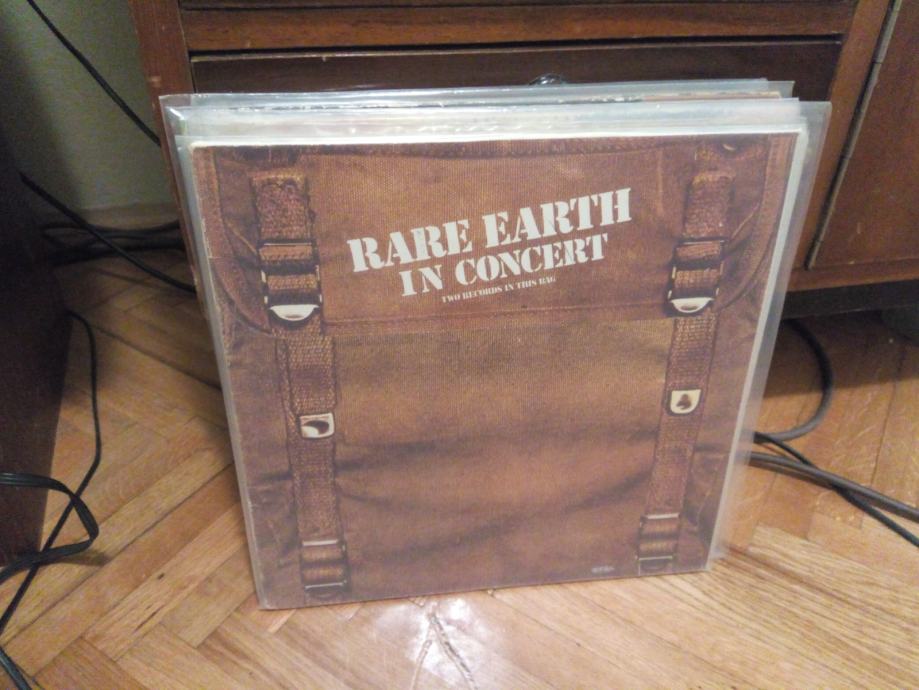 RARE EARTH
IN CONCERT
TWO RECORDS IN THIS BAG